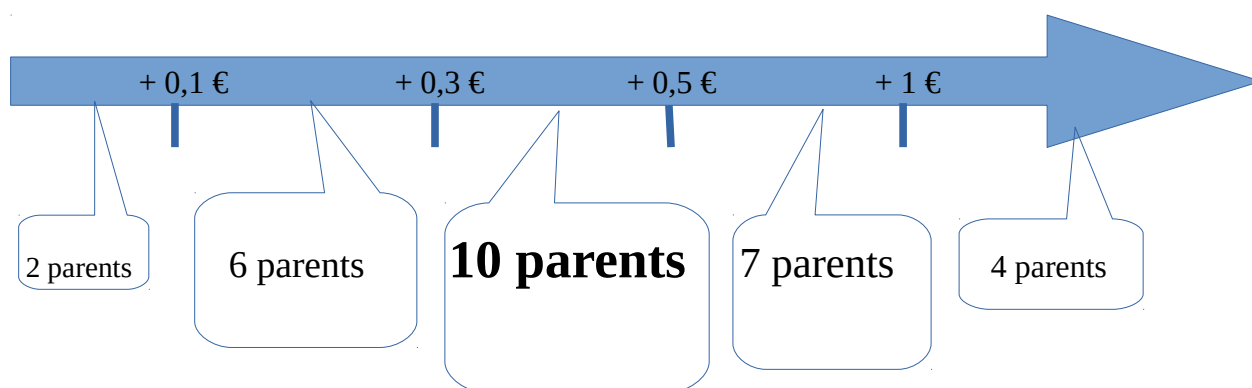 + 0,1 € + 0,3 € + 0,5 € + 1 €
2 parents 6 parents 10 parents 7 parents 4 parents